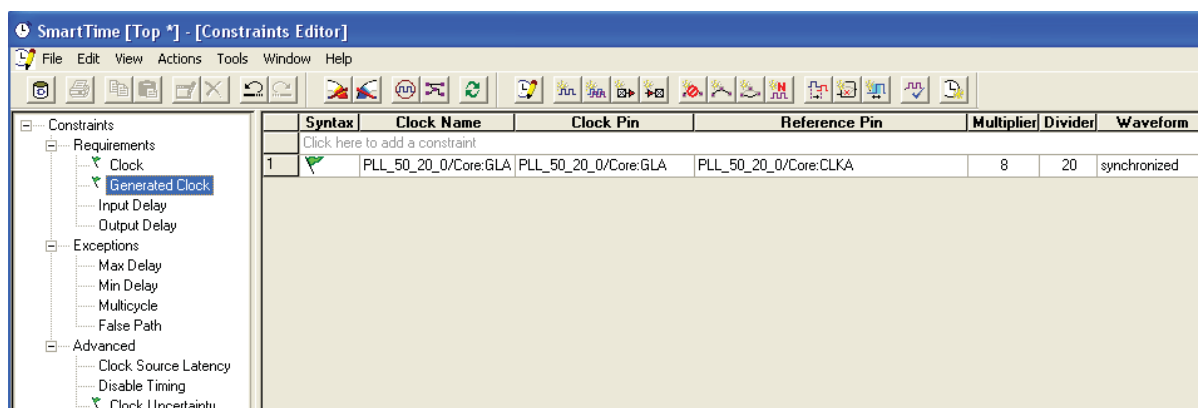 SmartTime [Top *] - [Constraints Editor]
File Edit View Actions Tools Window Help
Constraints
Requirements
Clock
Generated Clock
Input Delay
Output Delay
Exceptions
Max Delay
Min Delay
Multicycle
False Path
Advanced
Clock Source Latency
Disable Timing
Clock Uncertainty
Syntax Clock Name Clock Pin Reference Pin Multiplier Divider Waveform
Click here to add a constraint
1 PLL_50_20_0/Core:GLA PLL_50_20_0/Core:GLA PLL_50_20_0/Core:CLKA 8 20 synchronized